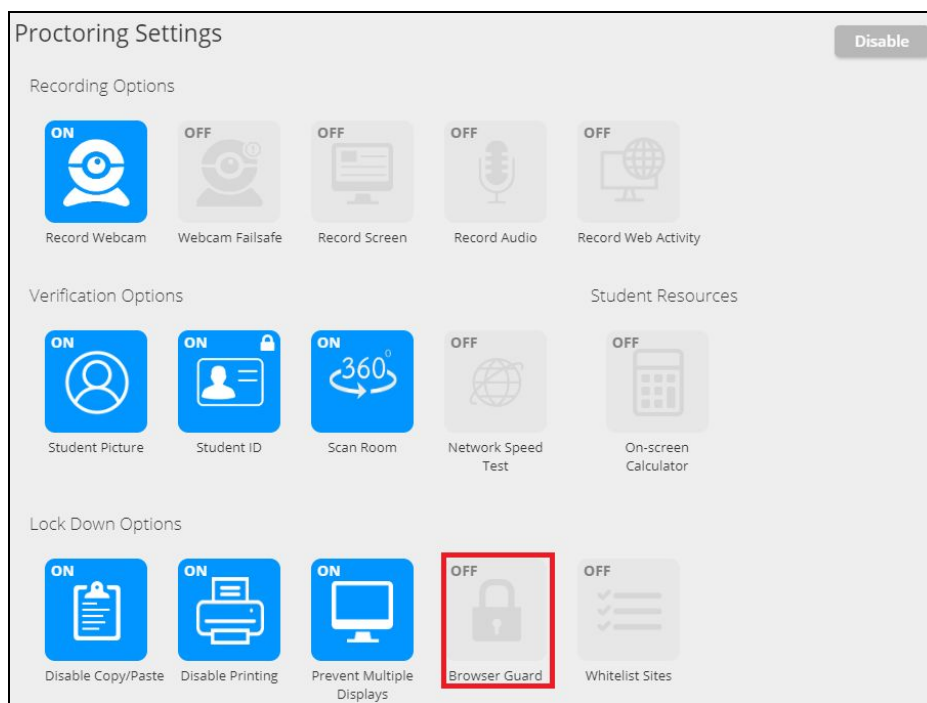 Proctoring Settings
Disable
Recording Options
ON
OFF
OFF
OFF
OFF
Record Webcam
Webcam Failsafe
Record Screen
Record Audio
Record Web Activity
Verification Options
Student Resources
ON
ON
ON
OFF
OFF
360°
Student Picture
Student ID
Scan Room
Network Speed
Test
On-screen
Calculator
Lock Down Options
ON
ON
ON
OFF
OFF
Disable Copy/Paste
Disable Printing
Prevent Multiple
Displays
Browser Guard
Whitelist Sites